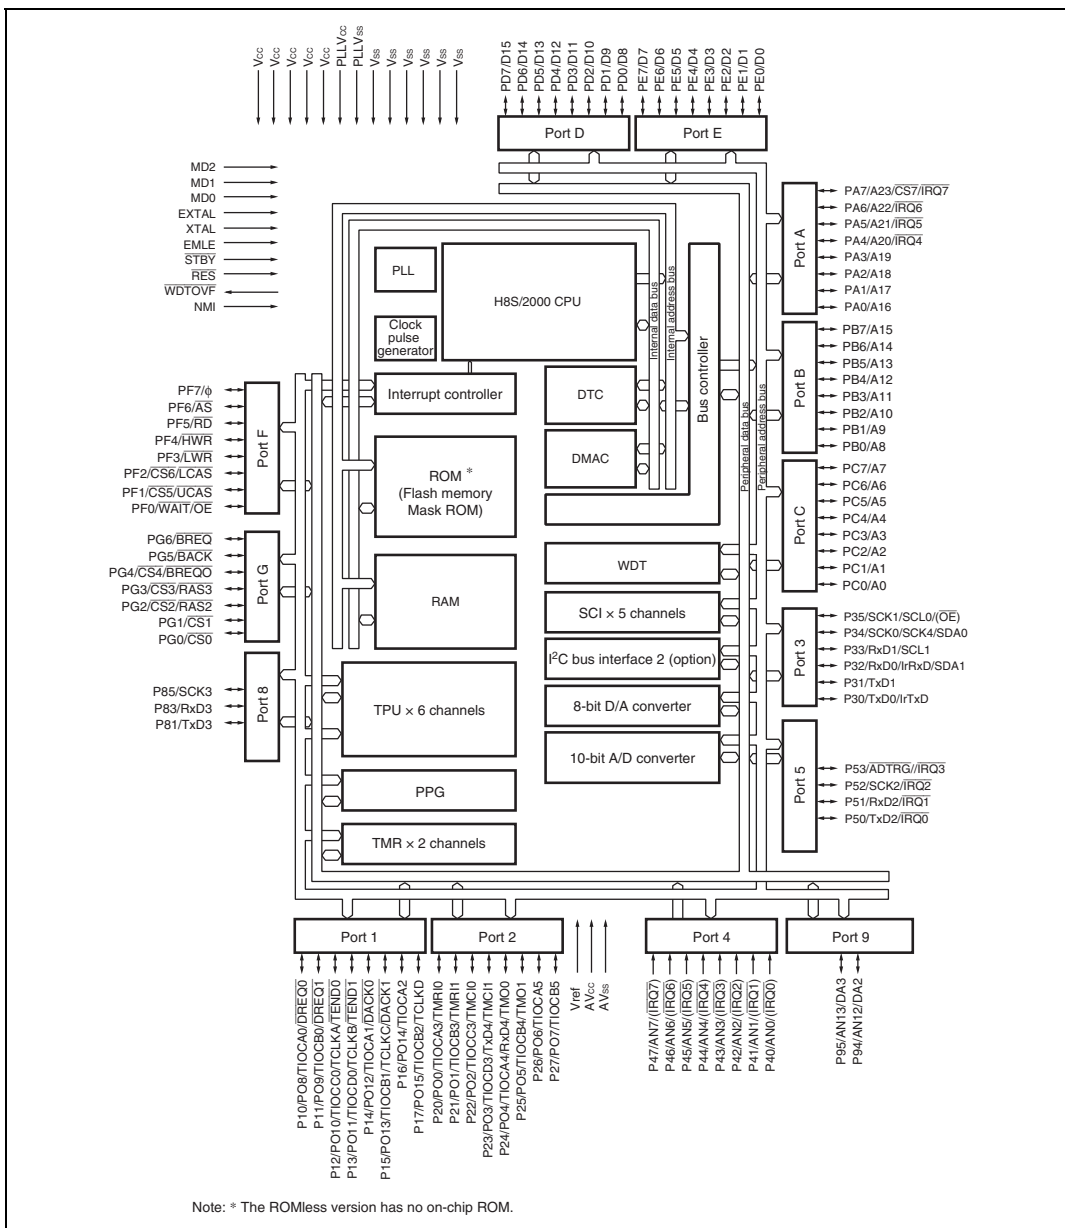 Vcc
Vcc
Vcc
Vcc
Vcc
PLLVcc
PLLVss
Vss
Vss
Vss
Vss
Vss
Vss
PD7/D15
PD6/D14
PD5/D13
PD4/D12
PD3/D11
PD2/D10
PD1/D9
PD0/D8
PE7/D7
PE6/D6
PE5/D5
PE4/D4
PE3/D3
PE2/D2
PE1/D1
PE0/D0
Port D
Port E
MD2
MD1
MD0
EXTAL
XTAL
EMLE
STBY
RES
WDTOVF
NMI
PLL
H8S/2000 CPU
Clock
pulse
generator
Interrupt controller
DTC
DMAC
Internal data bus
Internal address bus
Bus controller
Peripheral data bus
Peripheral address bus
ROM *
(Flash memory
Mask ROM)
RAM
WDT
SCI × 5 channels
I²C bus interface 2 (option)
8-bit D/A converter
10-bit A/D converter
TPU × 6 channels
PPG
TMR × 2 channels
Port A
PA7/A23/CS7/IRQ7
PA6/A22/IRQ6
PA5/A21/IRQ5
PA4/A20/IRQ4
PA3/A19
PA2/A18
PA1/A17
PA0/A16
Port B
PB7/A15
PB6/A14
PB5/A13
PB4/A12
PB3/A11
PB2/A10
PB1/A9
PB0/A8
Port C
PC7/A7
PC6/A6
PC5/A5
PC4/A4
PC3/A3
PC2/A2
PC1/A1
PC0/A0
Port 3
P35/SCK1/SCL0/(OE)
P34/SCK0/SCK4/SDA0
P33/RxD1/SCL1
P32/RxD0/IrRxD/SDA1
P31/TxD1
P30/TxD0/IrTxD
Port 5
P53/ADTRG//IRQ3
P52/SCK2/IRQ2
P51/RxD2/IRQ1
P50/TxD2/IRQ0
PF7/φ
PF6/AS
PF5/RD
PF4/HWR
PF3/LWR
PF2/CS6/LCAS
PF1/CS5/UCAS
PF0/WAIT/OE
Port F
PG6/BREQ
PG5/BACK
PG4/CS4/BREQO
PG3/CS3/RAS3
PG2/CS2/RAS2
PG1/CS1
PG0/CS0
Port G
P85/SCK3
P83/RxD3
P81/TxD3
Port 8
Port 1
Port 2
Port 4
Port 9
P10/PO8/TIOCA0/DREQ0
P11/PO9/TIOCB0/DREQ1
P12/PO10/TIOCC0/TCLKA/TEND0
P13/PO11/TIOCD0/TCLKB/TEND1
P14/PO12/TIOCA1/DACK0
P15/PO13/TIOCB1/TCLKC/DACK1
P16/PO14/TIOCA2
P17/PO15/TIOCB2/TCLKD
P20/PO0/TIOCA3/TMRI0
P21/PO1/TIOCB3/TMRI1
P22/PO2/TIOCC3/TMCI0
P23/PO3/TIOCD3/TxD4/TMCI1
P24/PO4/TIOCA4/RxD4/TMO0
P25/PO5/TIOCB4/TMO1
P26/PO6/TIOCA5
P27/PO7/TIOCB5
Vref
AVcc
AVss
P47/AN7/(IRQ7)
P46/AN6/(IRQ6)
P45/AN5/(IRQ5)
P44/AN4/(IRQ4)
P43/AN3/(IRQ3)
P42/AN2/(IRQ2)
P41/AN1/(IRQ1)
P40/AN0/(IRQ0)
P95/AN13/DA3
P94/AN12/DA2
Note: * The ROMless version has no on-chip ROM.